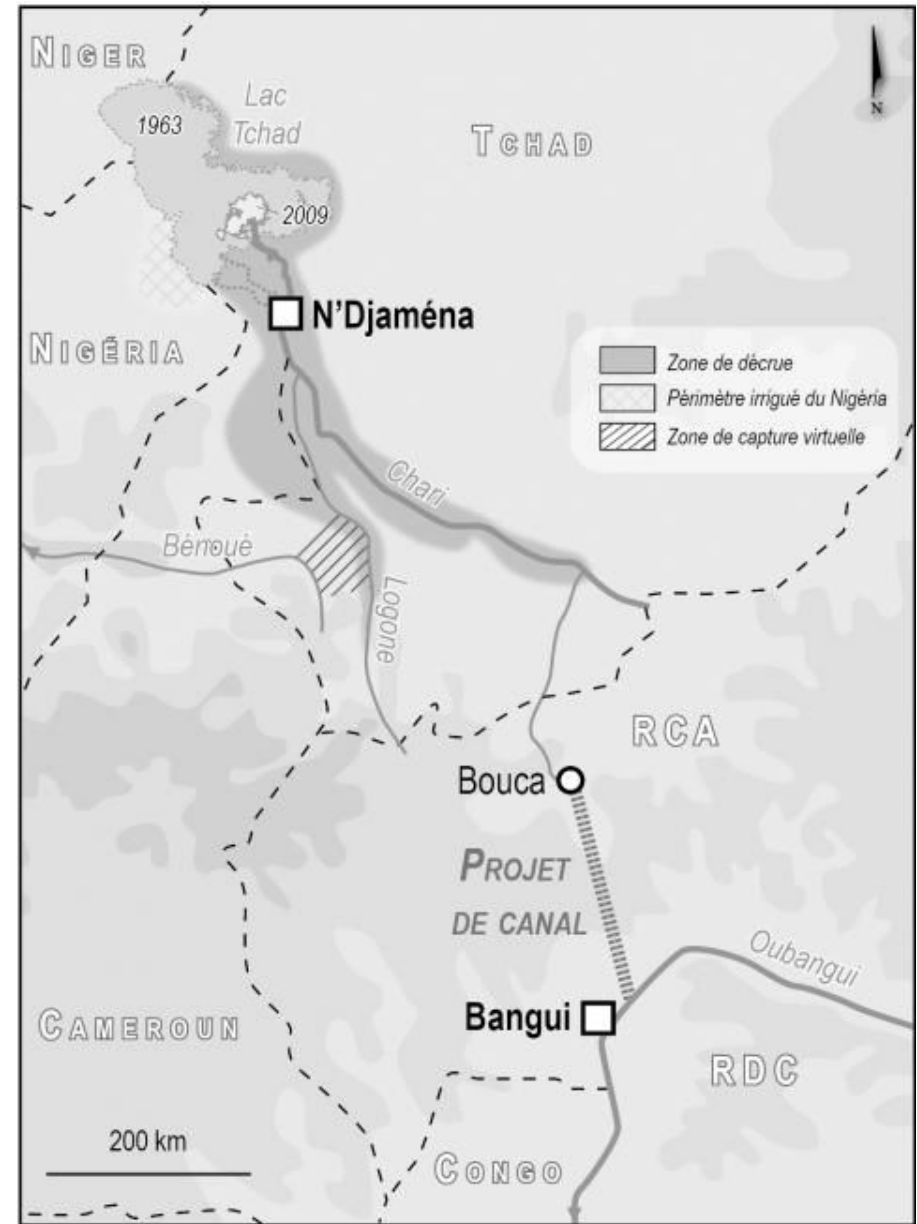 NIGER
1963
Lac
Tchad
TCHAD
N
2009
N'Djaména
NIGÉRIA
Zone de décrue
Périmètre irrigué du Nigéria
Zone de capture virtuelle
Chari
Bénoué
Logone
RCA
Bouca
PROJET
DE CANAL
Oubangui
Bangui
CAMEROUN
RDC
200 km
CONGO